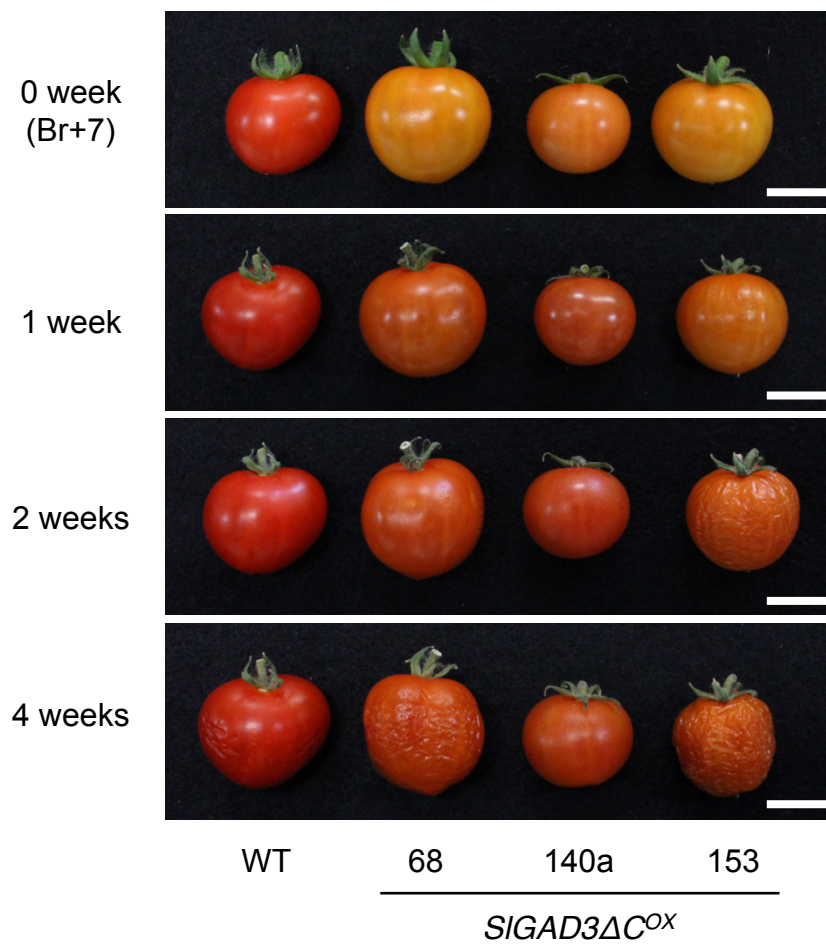 0 week
(Br+7)
1 week
2 weeks
4 weeks
WT 68 140a 153
SlGAD3ΔC^OX